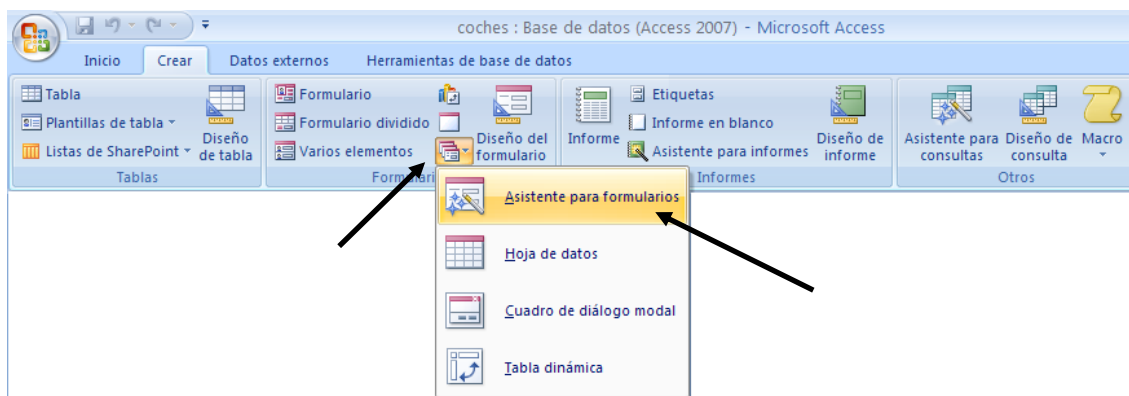 coches : Base de datos (Access 2007) - Microsoft Access
Inicio Crear Datos externos Herramientas de base de datos
Tabla
Plantillas de tabla
Listas de SharePoint
Diseño
de tabla
Tablas
Formulario
Formulario dividido
Varios elementos
Diseño del
formulario
Formulari
Informe
Etiquetas
Informe en blanco
Asistente para informes
Diseño de
informe
Informes
Asistente para
consultas
Diseño de
consulta
Macro
Otros
Asistente para formularios
Hoja de datos
Cuadro de diálogo modal
Tabla dinámica